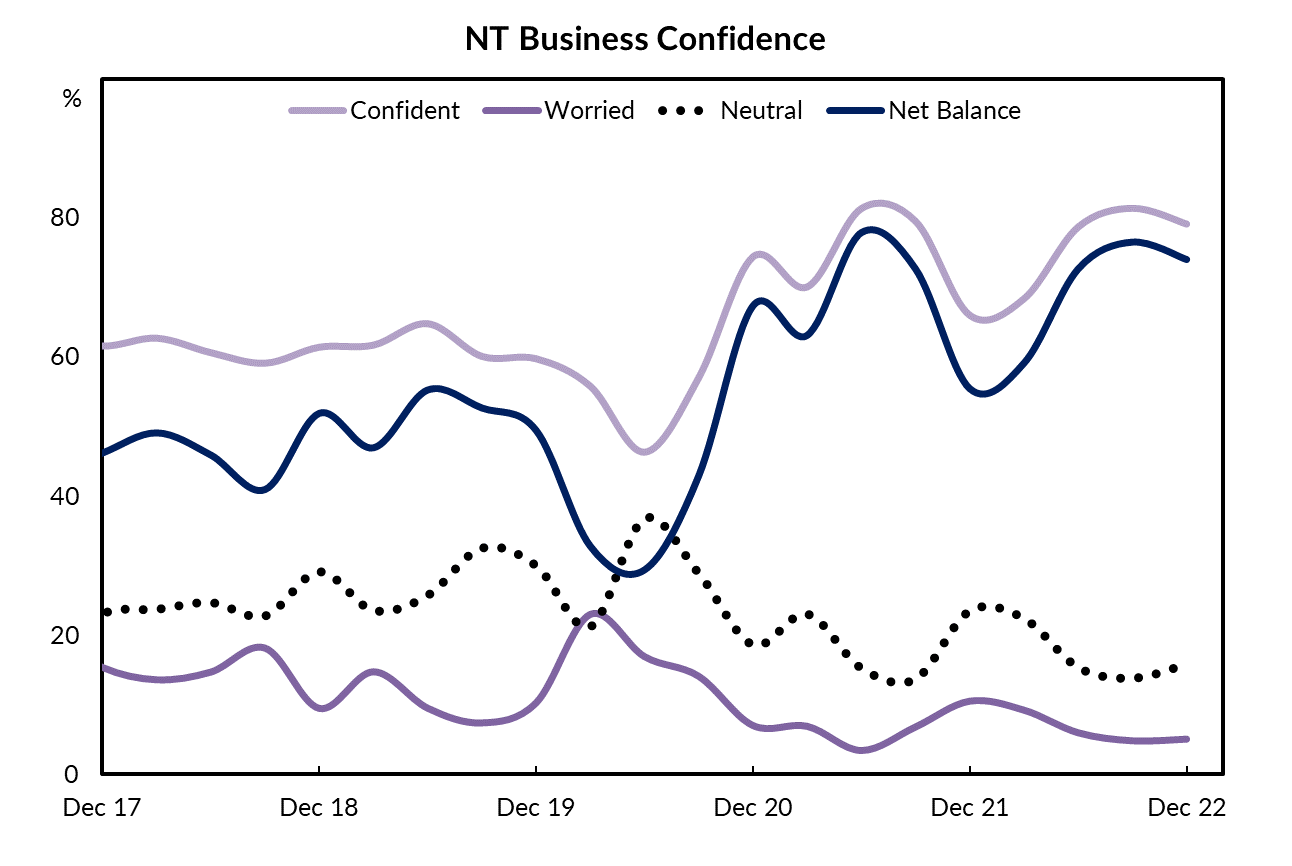 NT Business Confidence
%
Confident Worried Neutral Net Balance
80
60
40
20
0
Dec 17 Dec 18 Dec 19 Dec 20 Dec 21 Dec 22